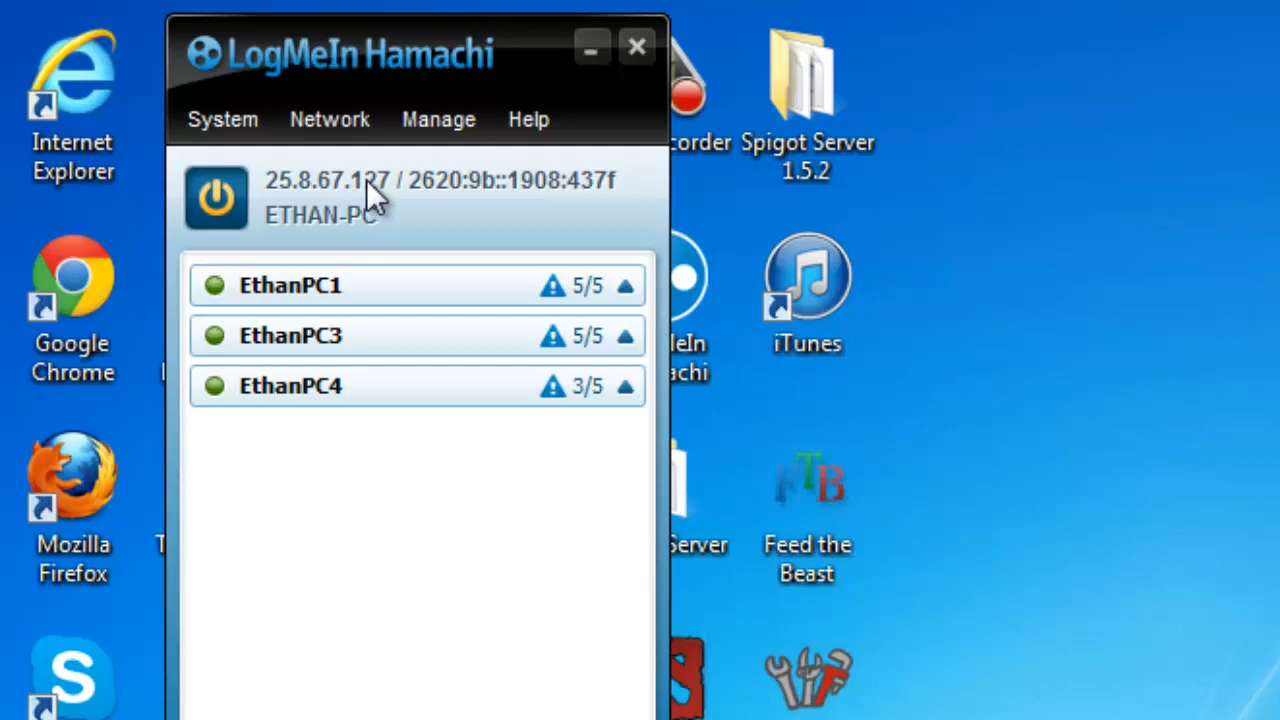 LogMeIn Hamachi
System Network Manage Help
25.8.67.127 / 2620:9b::1908:437f
ETHAN-PC
EthanPC1 5/5
EthanPC3 5/5
EthanPC4 3/5
Internet
Explorer
Google
Chrome
Mozilla
Firefox
S
corder
Spigot Server
1.5.2
iTunes
Server
FTB
Feed the
Beast